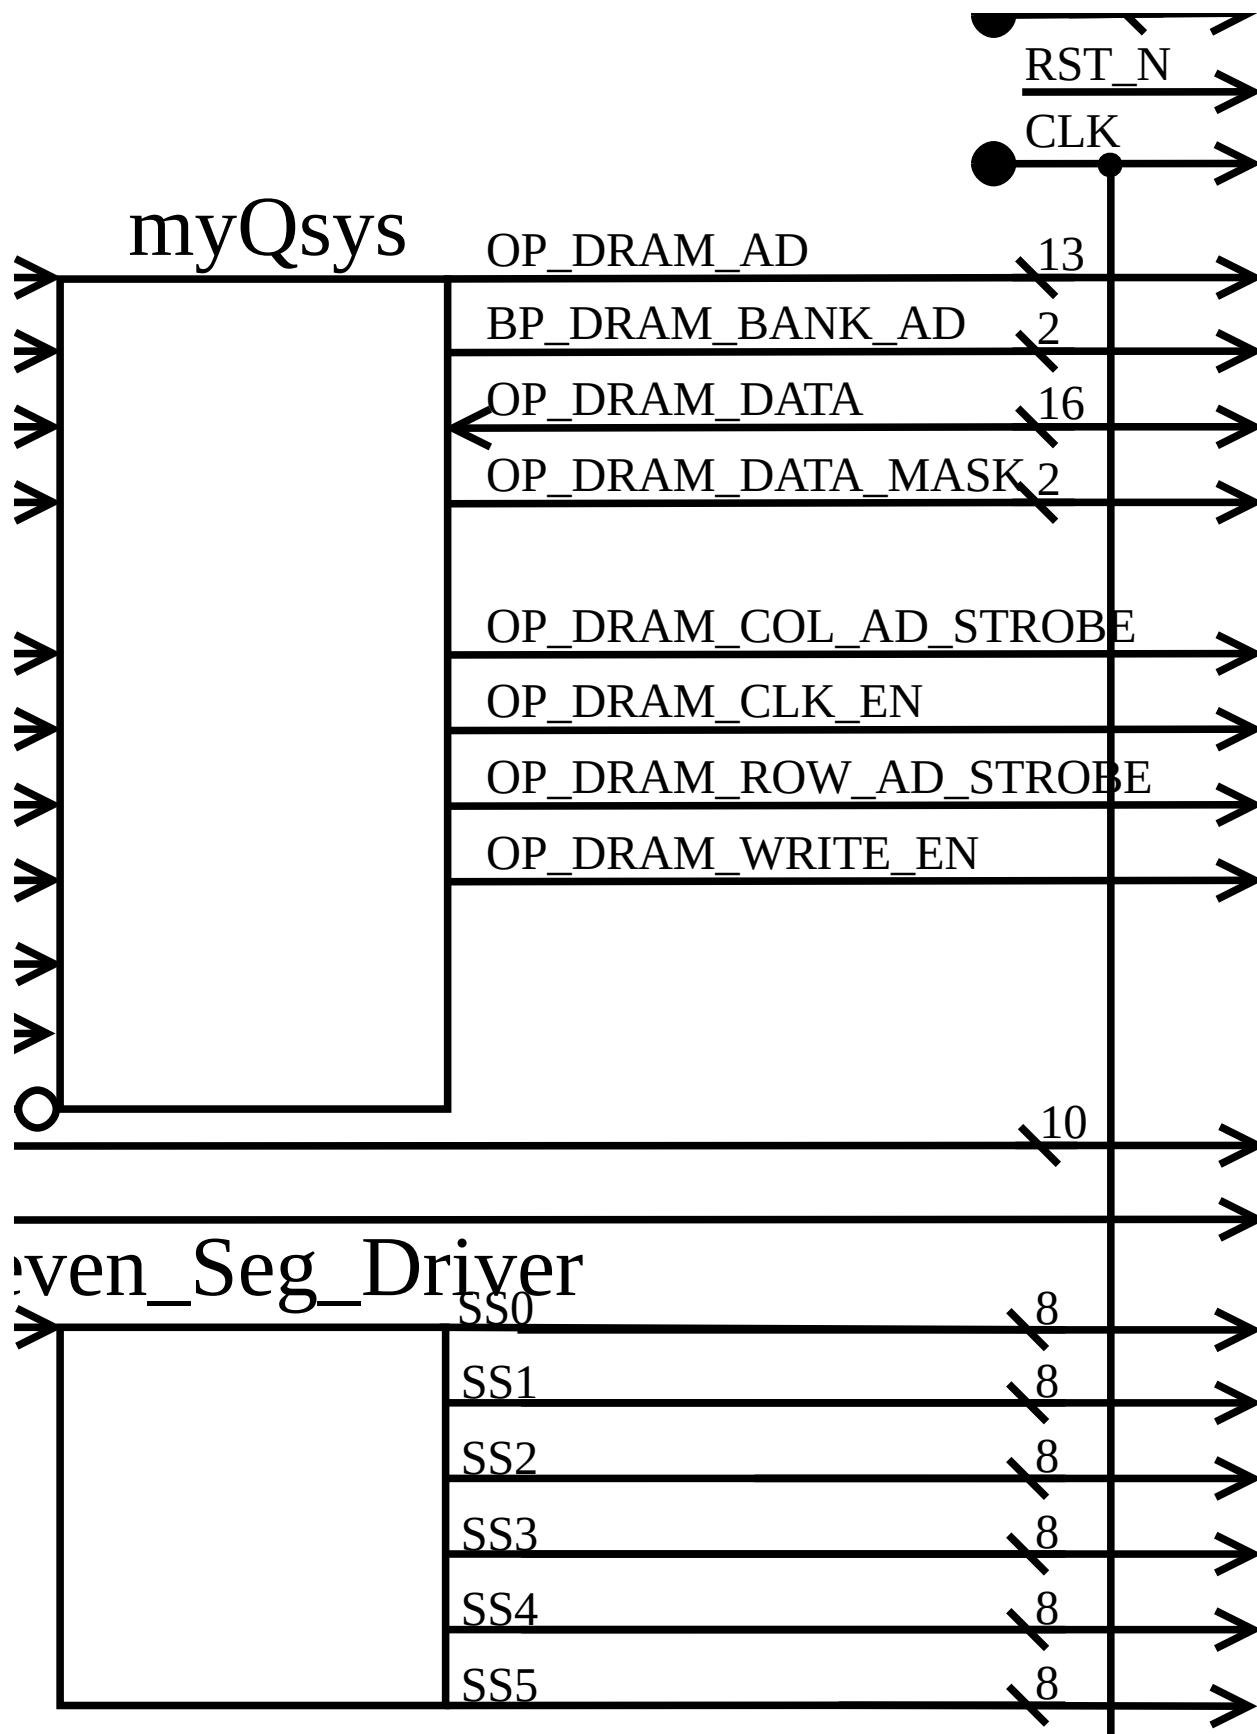 RST_N
CLK
myQsys
OP_DRAM_AD 13
BP_DRAM_BANK_AD 2
OP_DRAM_DATA 16
OP_DRAM_DATA_MASK 2
OP_DRAM_COL_AD_STROBE
OP_DRAM_CLK_EN
OP_DRAM_ROW_AD_STROBE
OP_DRAM_WRITE_EN
10
even_Seg_Driver
SS0 8
SS1 8
SS2 8
SS3 8
SS4 8
SS5 8